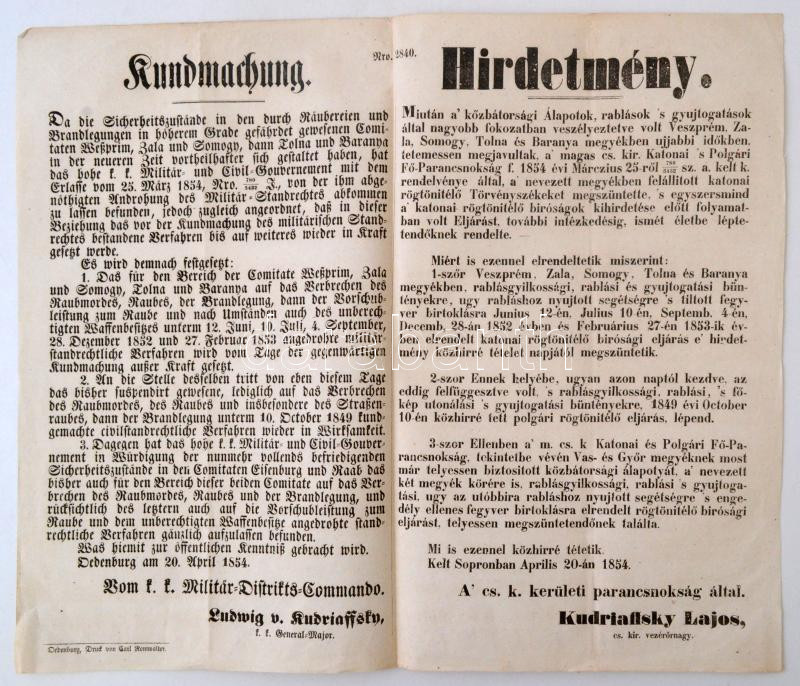 Nro. 2840.
Kundmachung.
Da die Sicherheitszustände in den durch Räubereien und
Brandlegungen in höherem Grade gefährdet gewesenen Comi-
taten Weßprim, Zala und Somogy, dann Tolna und Baranya
in der neueren Zeit vortheilhafter sich gestaltet haben, hat
das hohe k. k. Militär- und Civil-Gouvernement mit dem
Erlasse vom 25. März 1854, Nro. 780/3432 J, von der ihm abge-
nöthigten Androhung des Militär-Standrechtes abkommen
zu lassen befunden, jedoch zugleich angeordnet, daß in dieser
Beziehung das vor der Kundmachung des militärischen Stand-
rechtes bestandene Verfahren bis auf weiteres wieder in Kraft
gesetzt werde.
Es wird demnach festgesetzt:
1. Das für den Bereich der Comitate Weßprim, Zala
und Somogy, Tolna und Baranya auf das Verbrechen des
Raubmordes, Raubes, der Brandlegung, dann der Vorschub-
leistung zum Raube und nach Umständen auch des unberech-
tigten Waffenbesitzes unterm 12. Juni, 10. Juli, 4. September,
28. Dezember 1852 und 27. Februar 1853 angedrohte militär-
standrechtliche Verfahren wird vom Tage der gegenwärtigen
Kundmachung außer Kraft gesetzt.
2. An die Stelle desselben tritt von eben diesem Tage
das bisher suspendirt gewesene, lediglich auf das Verbrechen
des Raubmordes, des Raubes und insbesondere des Straßen-
raubes, dann der Brandlegung unterm 10. October 1849 kund-
gemachte civilstandrechtliche Verfahren wieder in Wirksamkeit.
3. Dagegen hat das hohe k. k. Militär- und Civil-Gouver-
nement in Würdigung der nunmehr vollends befriedigenden
Sicherheitszustände in den Comitaten Eisenburg und Raab das
bisher auch für den Bereich dieser beiden Comitate auf das Ver-
brechen des Raubmordes, Raubes und der Brandlegung, und
rücksichtlich des letztern auch auf die Vorschubleistung zum
Raube und dem unberechtigten Waffenbesitze angedrohte stand-
rechtliche Verfahren gänzlich aufzulassen befunden.
Was hiemit zur öffentlichen Kenntniß gebracht wird.
Oedenburg am 20. April 1854.
Vom k. k. Militär-Distrikts-Commando.
Ludwig v. Kudriaffsky,
k. k. General-Major.
Oedenburg, Druck von Carl Romwalter.
Hirdetmény.
Miután a' közbátorsági Álapotok, rablások 's gyujtogatások
által nagyobb fokozatban veszélyeztetve volt Veszprém, Za-
la, Somogy, Tolna és Baranya megyékben ujjabbi időkben,
tetemessen megjavultak, a' magas cs. kir. Katonai 's Polgári
Fő-Parancsnokság f. 1854 évi Márczius 25-ről 780/3432 sz. a. kelt k.
rendelvénye által, a' nevezett megyékben felállított katonai
rögtönitélő Törvényszékeket megszüntette, 's egyszersmind
a' katonai rögtönitélő biróságok kihirdetése előtt folyamat-
ban volt Eljárást, további intézkedésig, ismét életbe lépte-
tendőknek rendelte. —
Miért is ezennel elrendeltetik miszerint:
1-ször Veszprém, Zala, Somogy, Tolna és Baranya
megyékben, rablásgyilkossági, rablási és gyujtogatási bün-
tényekre, ugy rabláshoz nyujtott segétségre 's tiltott fegy-
ver birtoklásra Junius 12-én, Julius 10-én, Septemb. 4-én,
Decemb. 28-án 1852 évben és Februárius 27-én 1853-ik év-
ben elrendelt katonai rögtönitélő birósági eljárás e' hirdet-
mény közhirré tételel napjától megszüntetik.
2-szor Ennek helyébe, ugyan azon naptól kezdve, az
eddig felfüggesztve volt, 's rablásgyilkossági, rablási, 's fő-
kép utonálási 's gyujtogatási büntényekre, 1849 évi October
10-én közhirré tett polgári rögtönitélő eljárás, lépend.
3-szor Ellenben a' m. cs. k Katonai és Polgári Fő-Pa-
rancsnokság, tekintetbe vévén Vas- és Győr megyéknek most
már telyessen biztositott közbátorsági álapotyát, a' nevezett
két megyék körére is, rablásgyilkossági, rablási 's gyujtoga-
tási, ugy az utóbbira rabláshoz nyujtott segétségre 's enge-
dély ellenes fegyver birtoklásra elrendelt rögtönitélő birósági
eljárást, telyessen megszüntetendőnek találta.
Mi is ezennel közhirré tétetik.
Kelt Sopronban Aprilis 20-án 1854.
A' cs. k. kerületi parancsnokság által.
Kudriaffsky Lajos,
cs. kir. vezérőrnagy.
darabanth